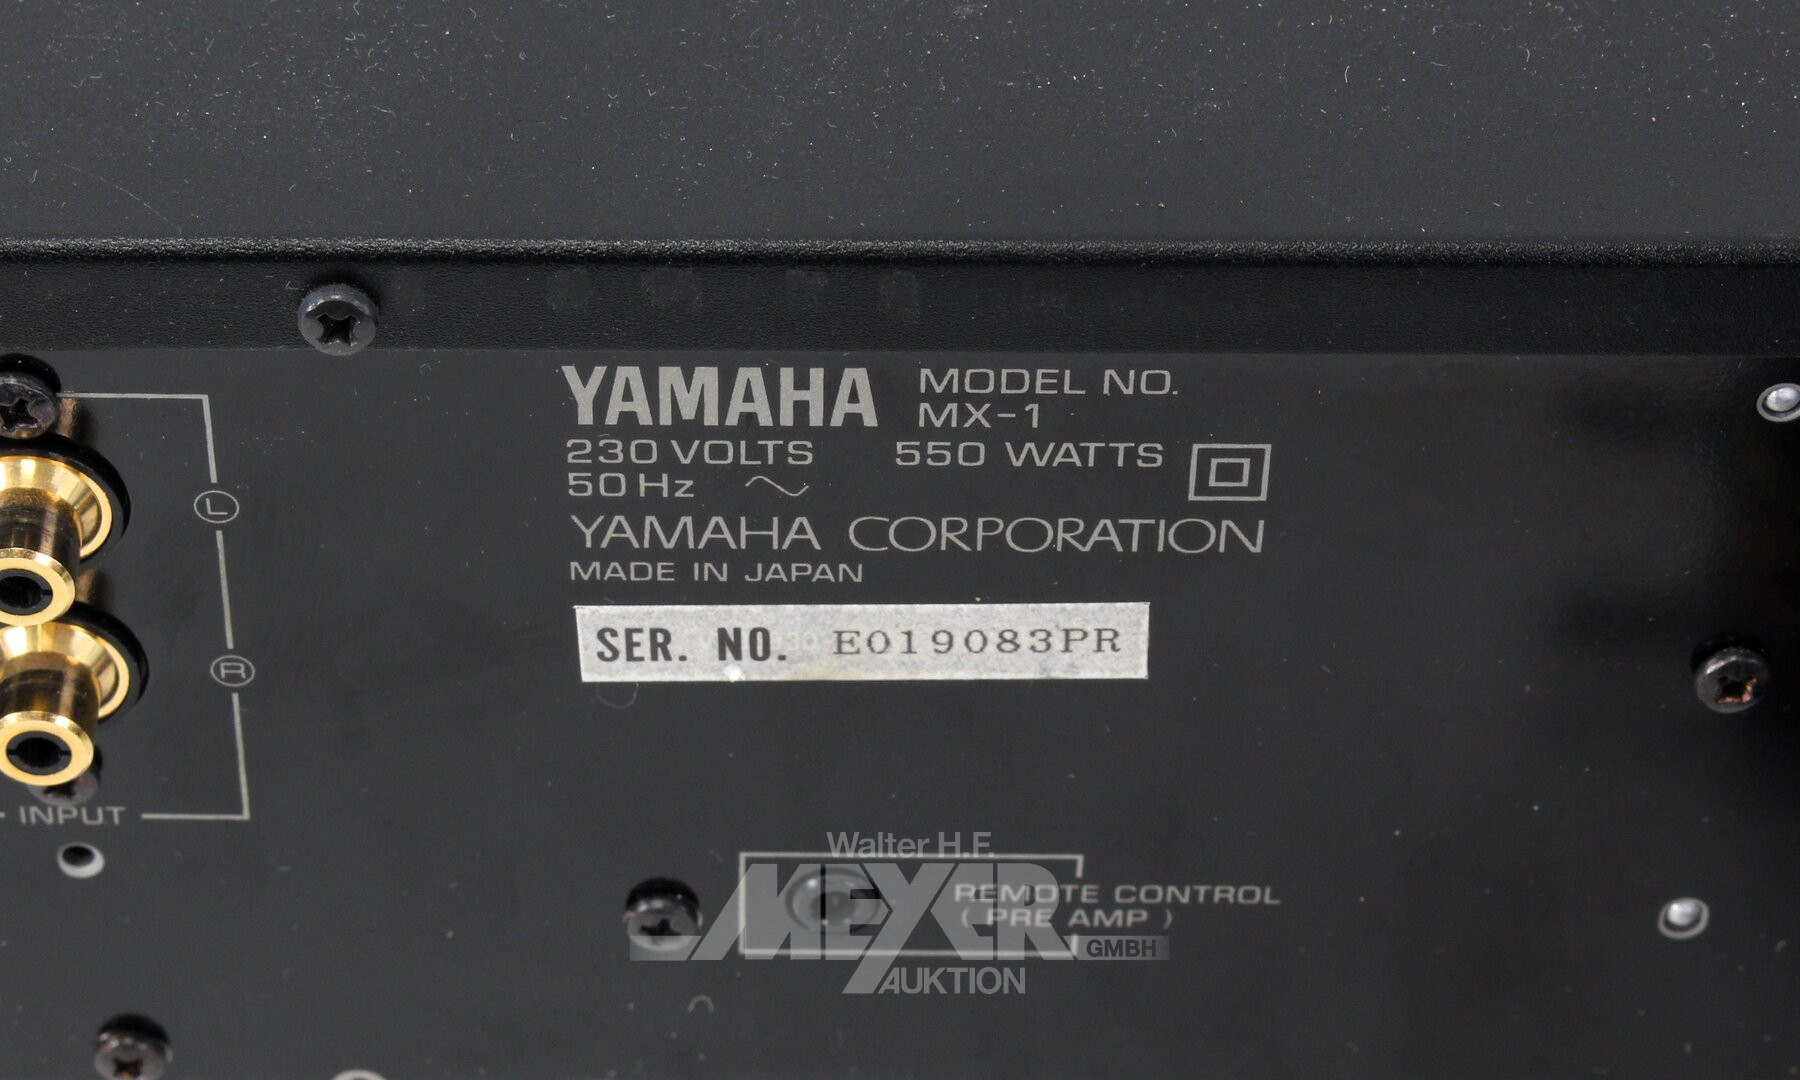 YAMAHA MODEL NO.
MX-1
230 VOLTS 550 WATTS
50 Hz
YAMAHA CORPORATION
MADE IN JAPAN
SER. NO. E019083PR
L
R
INPUT
REMOTE CONTROL
( PRE AMP )
Walter H.F.
MEYER
GMBH
AUKTION